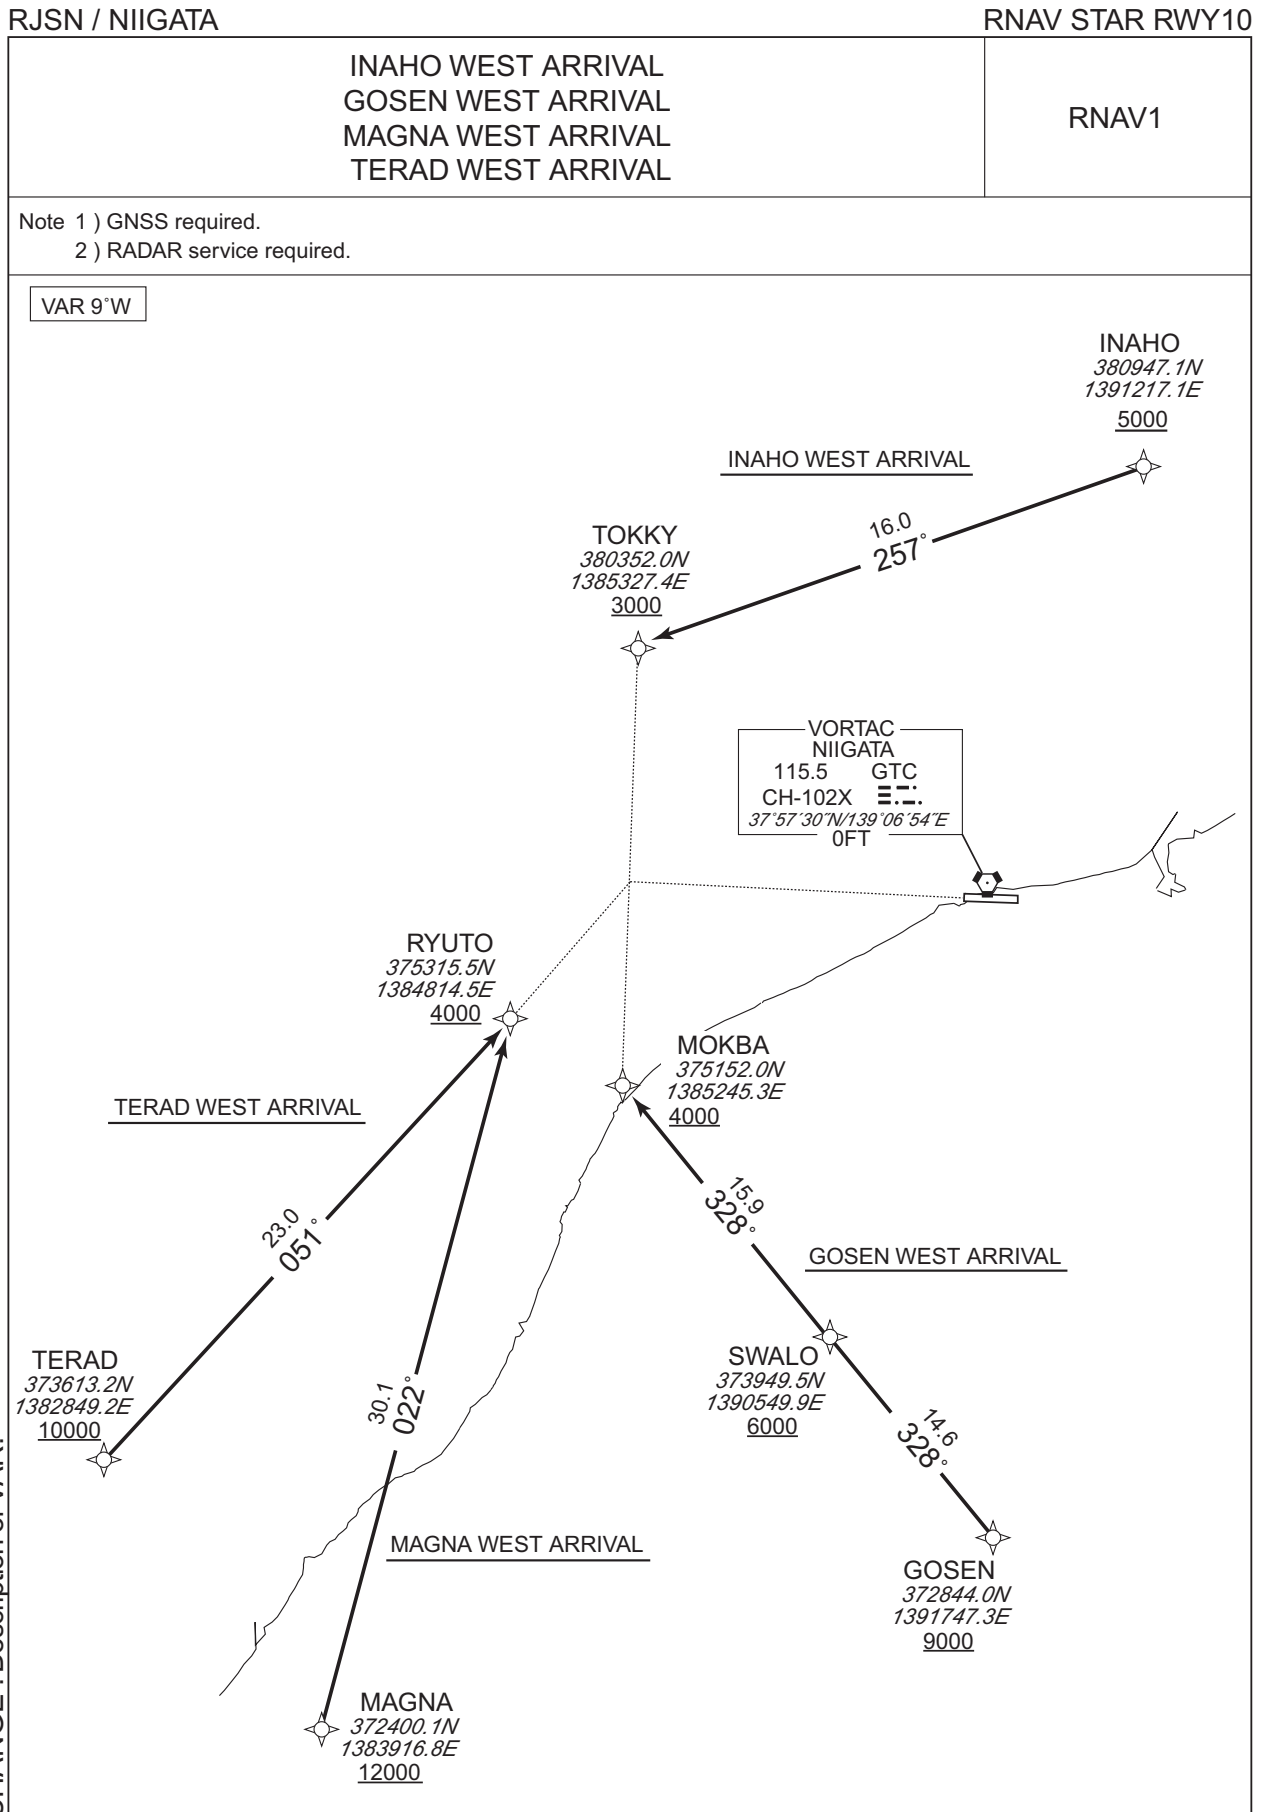 RJSN / NIIGATA
RNAV STAR RWY10
INAHO WEST ARRIVAL
GOSEN WEST ARRIVAL
MAGNA WEST ARRIVAL
TERAD WEST ARRIVAL
RNAV1
Note 1 ) GNSS required.
2 ) RADAR service required.
VAR 9°W
INAHO
380947.1N
1391217.1E
5000
INAHO WEST ARRIVAL
16.0
257°
TOKKY
380352.0N
1385327.4E
3000
VORTAC
NIIGATA
115.5 GTC
CH-102X
37°57´30˝N/139°06´54˝E
0FT
RYUTO
375315.5N
1384814.5E
4000
MOKBA
375152.0N
1385245.3E
4000
TERAD WEST ARRIVAL
15.9
328°
23.0
051°
GOSEN WEST ARRIVAL
TERAD
373613.2N
1382849.2E
10000
SWALO
373949.5N
1390549.9E
6000
30.1
022°
14.6
328°
MAGNA WEST ARRIVAL
GOSEN
372844.0N
1391747.3E
9000
MAGNA
372400.1N
1383916.8E
12000
Description of VAR.